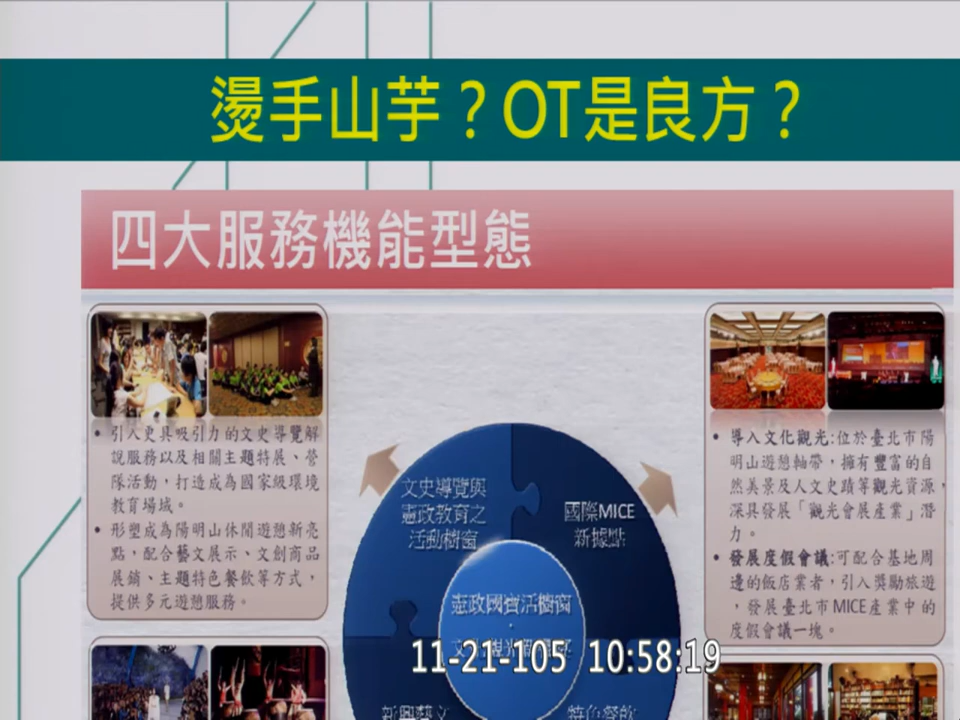 燙手山芋？OT是良方？
四大服務機能型態
• 引入更具吸引力的文史導覽解
說服務以及相關主題特展、營
隊活動，打造成為國家級環境
教育場域。
• 形塑成為陽明山休閒遊憩新亮
點，配合藝文展示、文創商品
展銷、主題特色餐飲等方式，
提供多元遊憩服務。
文史導覽與
憲政教育之
活動櫥窗
國際MICE
新據點
憲政國寶活櫥窗
• 導入文化觀光:位於臺北市陽
明山遊憩軸帶，擁有豐富的自
然美景及人文史蹟等觀光資源，
深具發展「觀光會展產業」潛
力。
• 發展度假會議:可配合基地周
邊的飯店業者，引入獎勵旅遊
，發展臺北市MICE產業中的
度假會議一塊。
新興藝文
特色餐飲
11-21-105 10:58:19